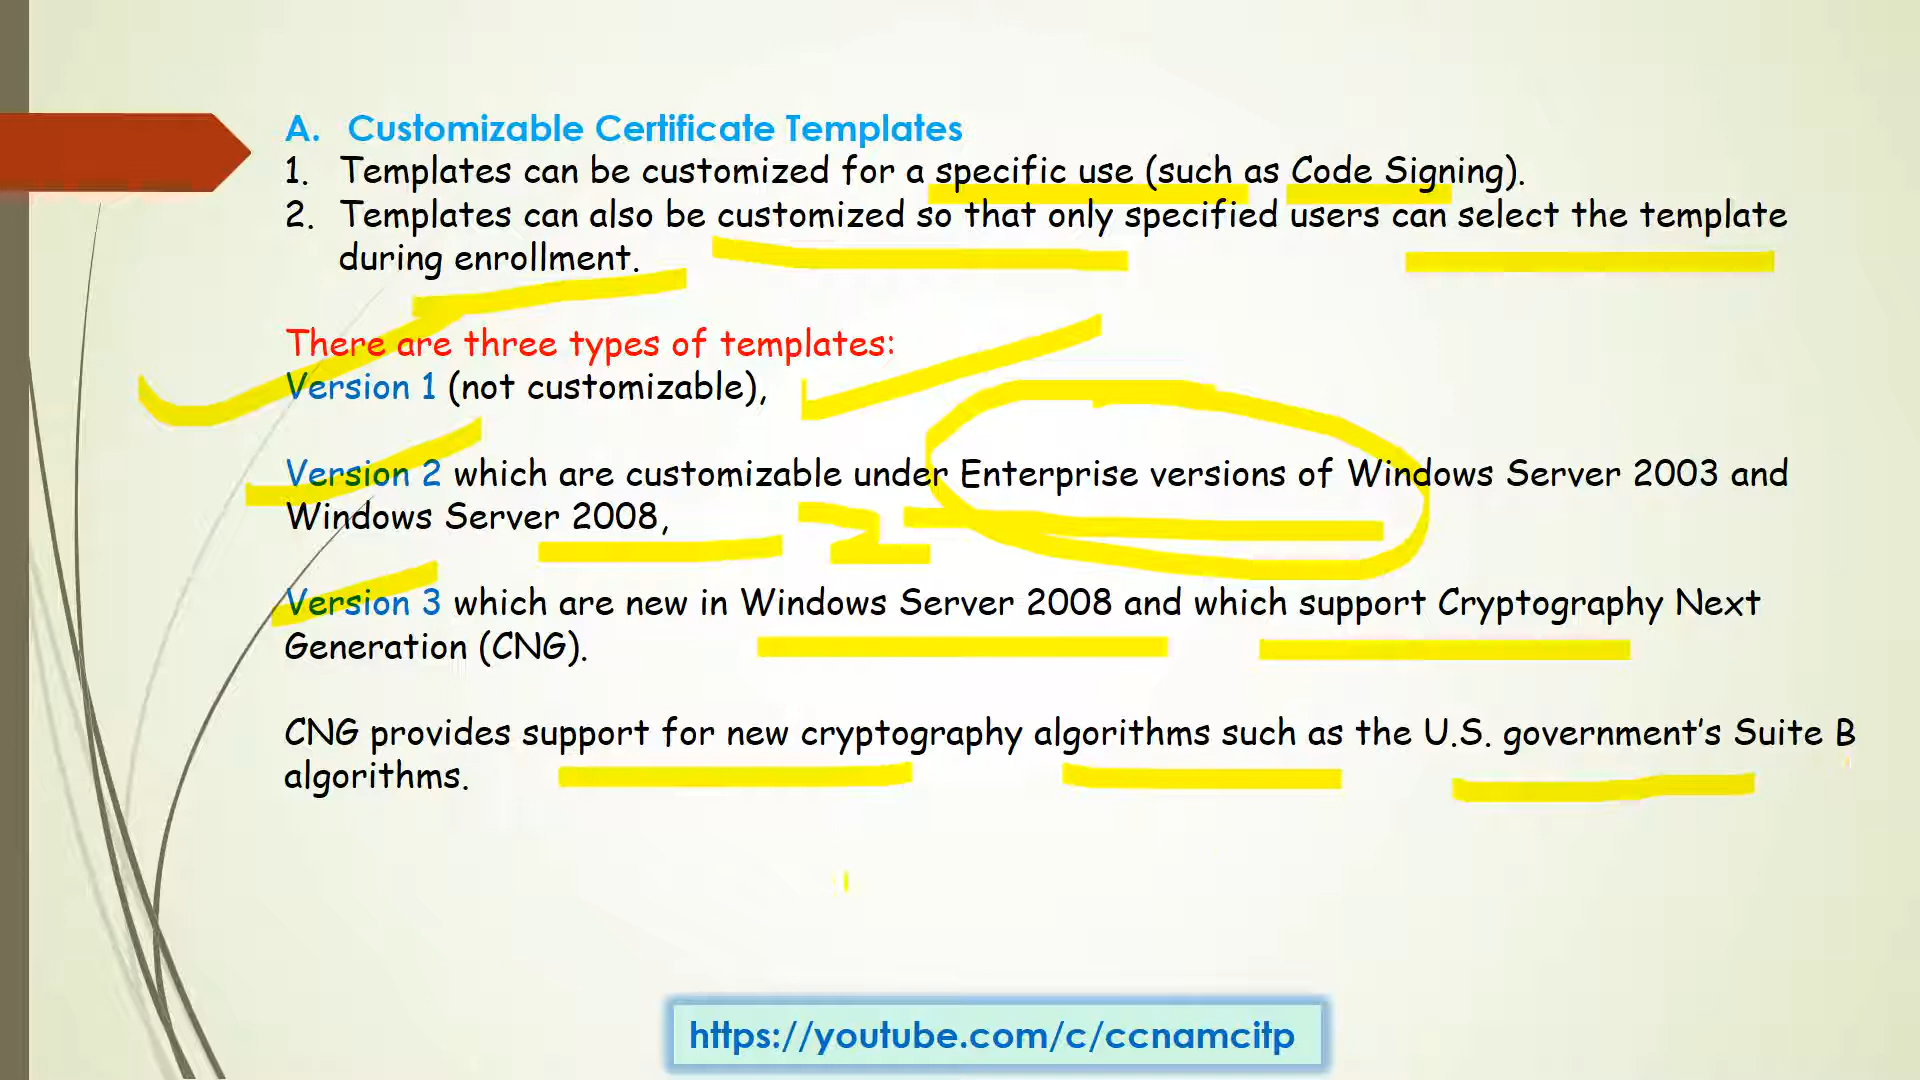 A. Customizable Certificate Templates
1. Templates can be customized for a specific use (such as Code Signing).
2. Templates can also be customized so that only specified users can select the template
during enrollment.
There are three types of templates:
Version 1 (not customizable),
Version 2 which are customizable under Enterprise versions of Windows Server 2003 and
Windows Server 2008,
Version 3 which are new in Windows Server 2008 and which support Cryptography Next
Generation (CNG).
CNG provides support for new cryptography algorithms such as the U.S. government's Suite B
algorithms.
https://youtube.com/c/ccnamcitp